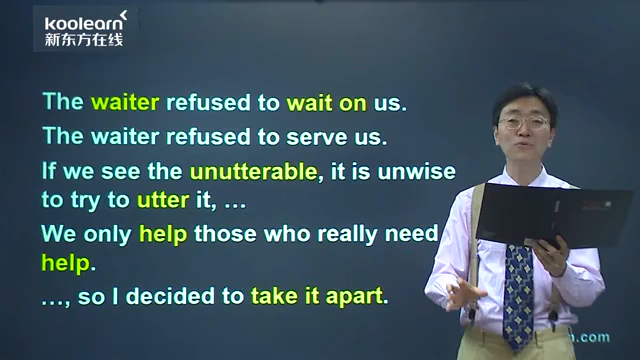 koolearn
新东方在线
The waiter refused to wait on us.
The waiter refused to serve us.
If we see the unutterable, it is unwise
to try to utter it, …
We only help those who really need
help.
…, so I decided to take it apart.
.com